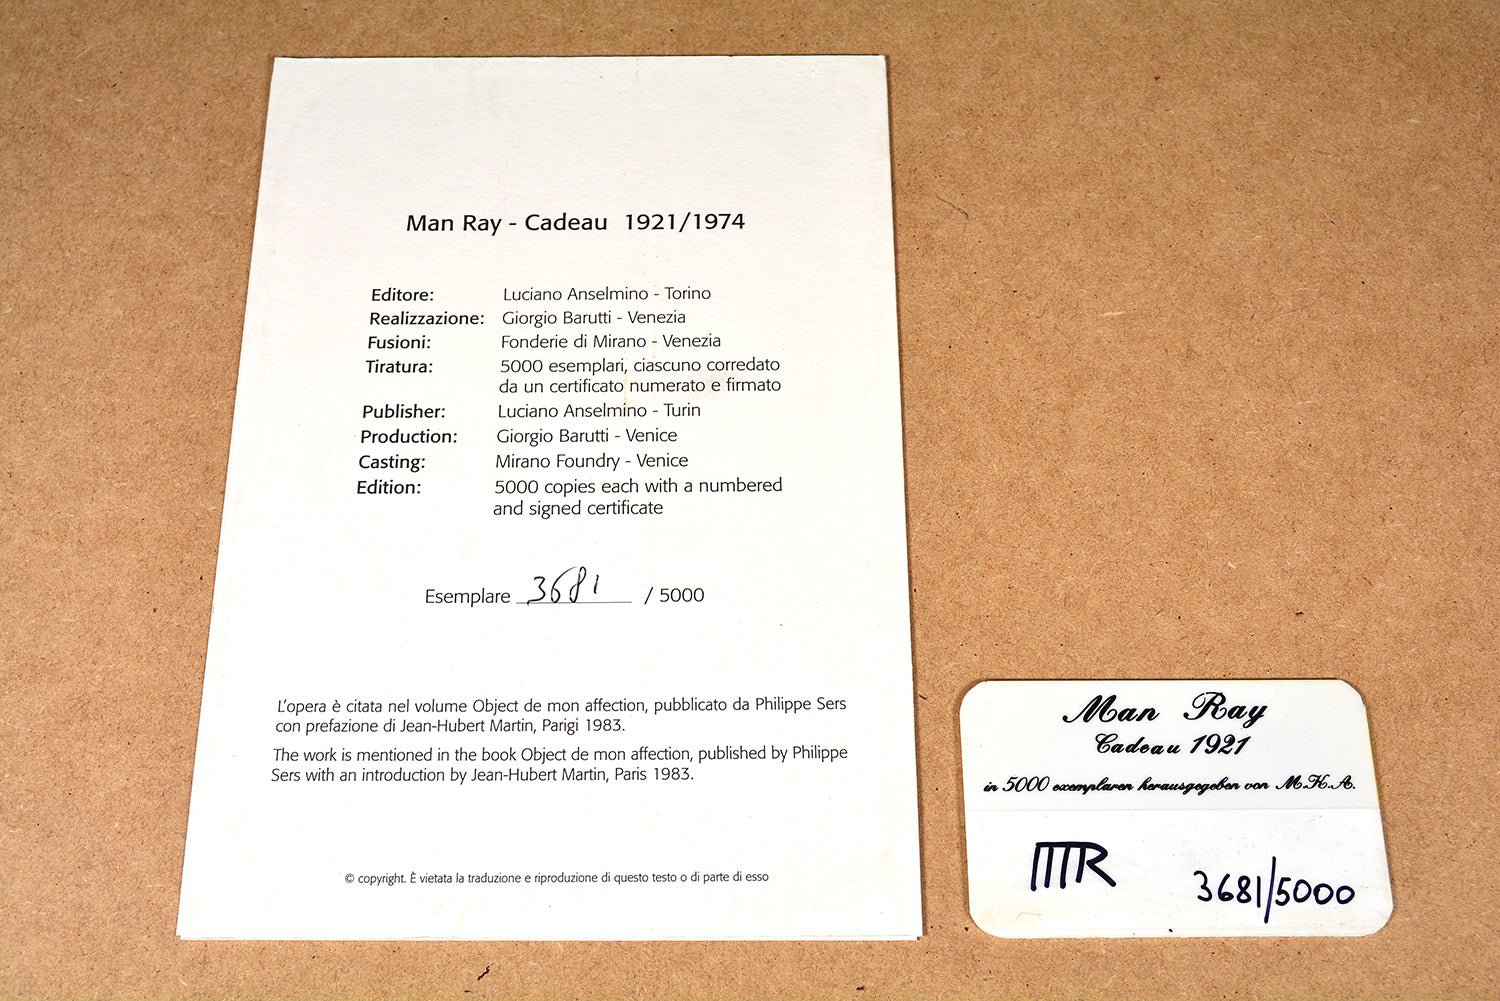 Man Ray - Cadeau 1921/1974
Editore: Luciano Anselmino - Torino
Realizzazione: Giorgio Barutti - Venezia
Fusioni: Fonderie di Mirano - Venezia
Tiratura: 5000 esemplari, ciascuno corredato
da un certificato numerato e firmato
Publisher: Luciano Anselmino - Turin
Production: Giorgio Barutti - Venice
Casting: Mirano Foundry - Venice
Edition: 5000 copies each with a numbered
and signed certificate
Esemplare 3681 / 5000
L'opera è citata nel volume Object de mon affection, pubblicato da Philippe Sers
con prefazione di Jean-Hubert Martin, Parigi 1983.
The work is mentioned in the book Object de mon affection, published by Philippe
Sers with an introduction by Jean-Hubert Martin, Paris 1983.
© copyright. È vietata la traduzione e riproduzione di questo testo o di parte di esso
Man Ray
Cadeau 1921
in 5000 exemplaren herausgegeben von M.K.A.
MR
3681/5000